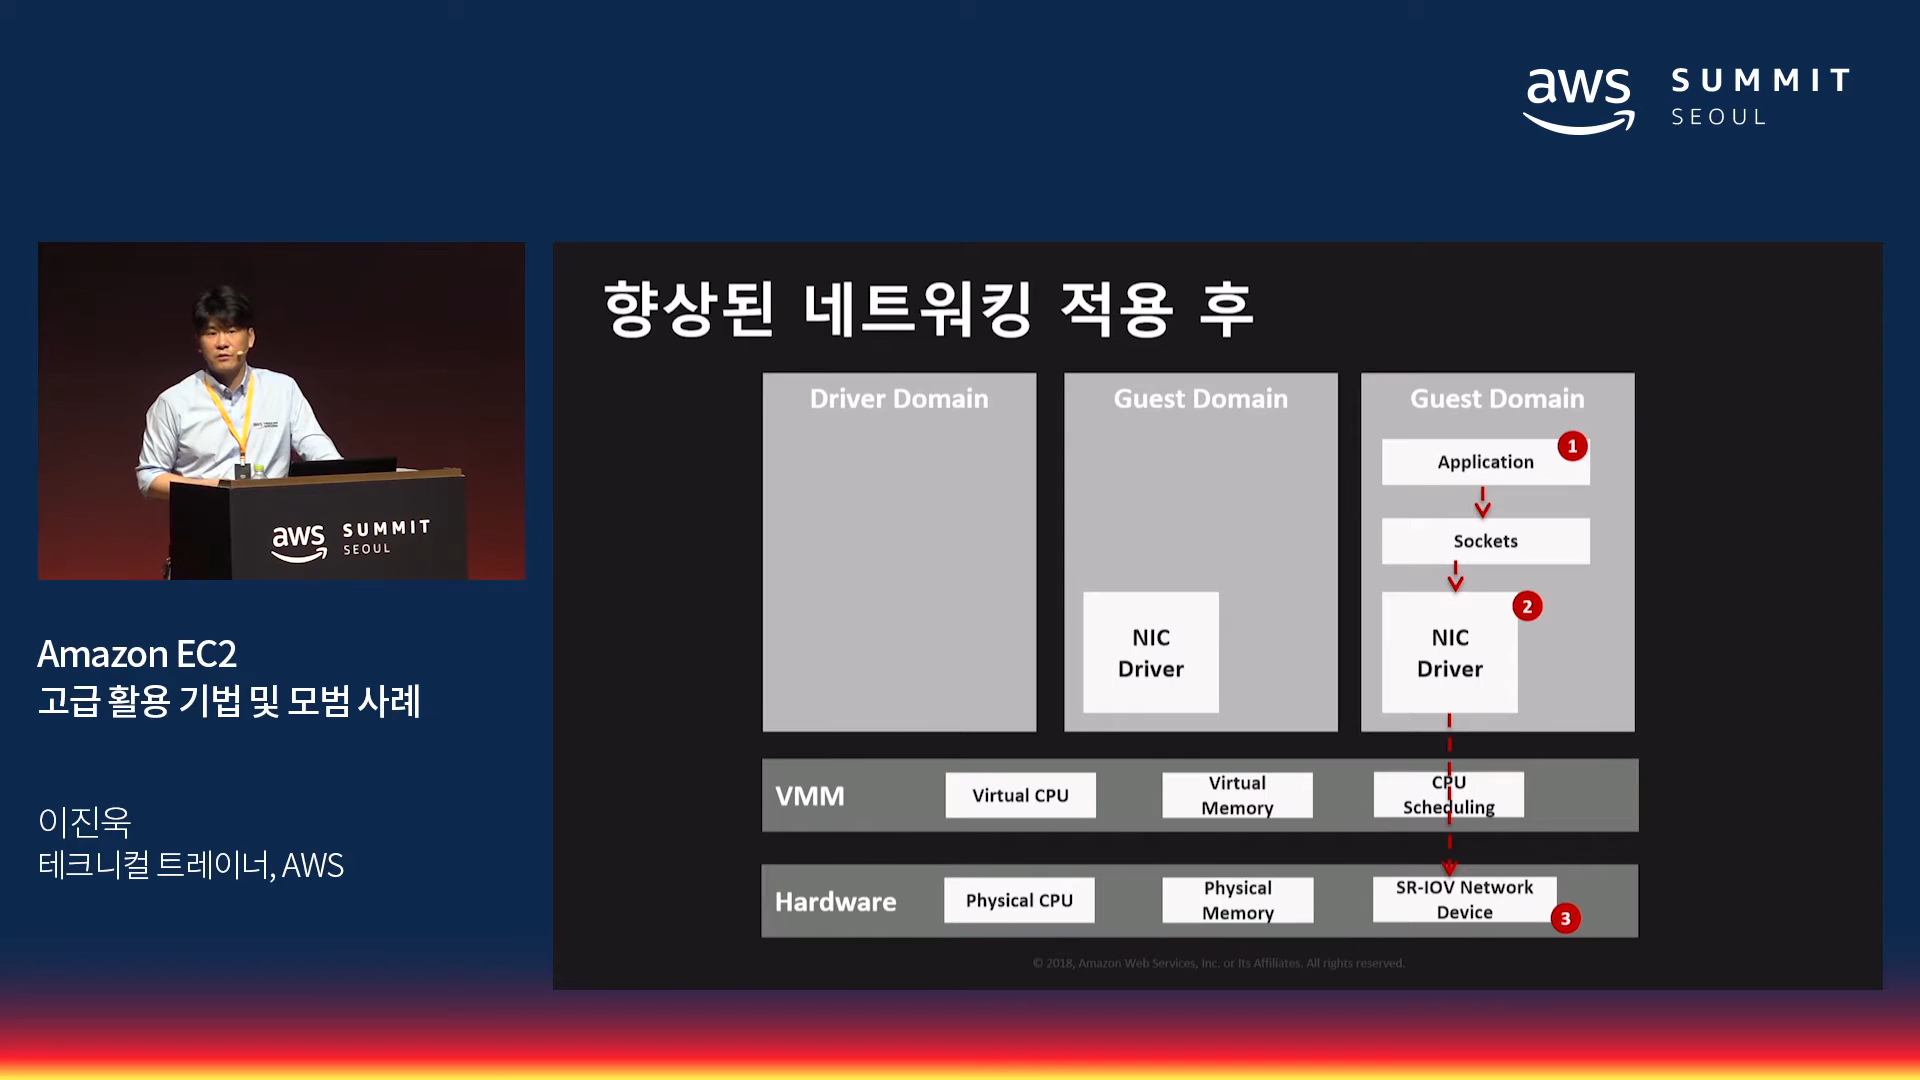 aws SUMMIT
SEOUL
aws SUMMIT
SEOUL
Amazon EC2
고급 활용 기법 및 모범 사례
이진욱
테크니컬 트레이너, AWS
향상된 네트워킹 적용 후
Driver Domain
Guest Domain
NIC
Driver
Guest Domain
1
Application
Sockets
2
NIC
Driver
VMM
Virtual CPU
Virtual
Memory
CPU
Scheduling
Hardware
Physical CPU
Physical
Memory
SR-IOV Network
Device
3
© 2018, Amazon Web Services, Inc. or Its Affiliates. All rights reserved.